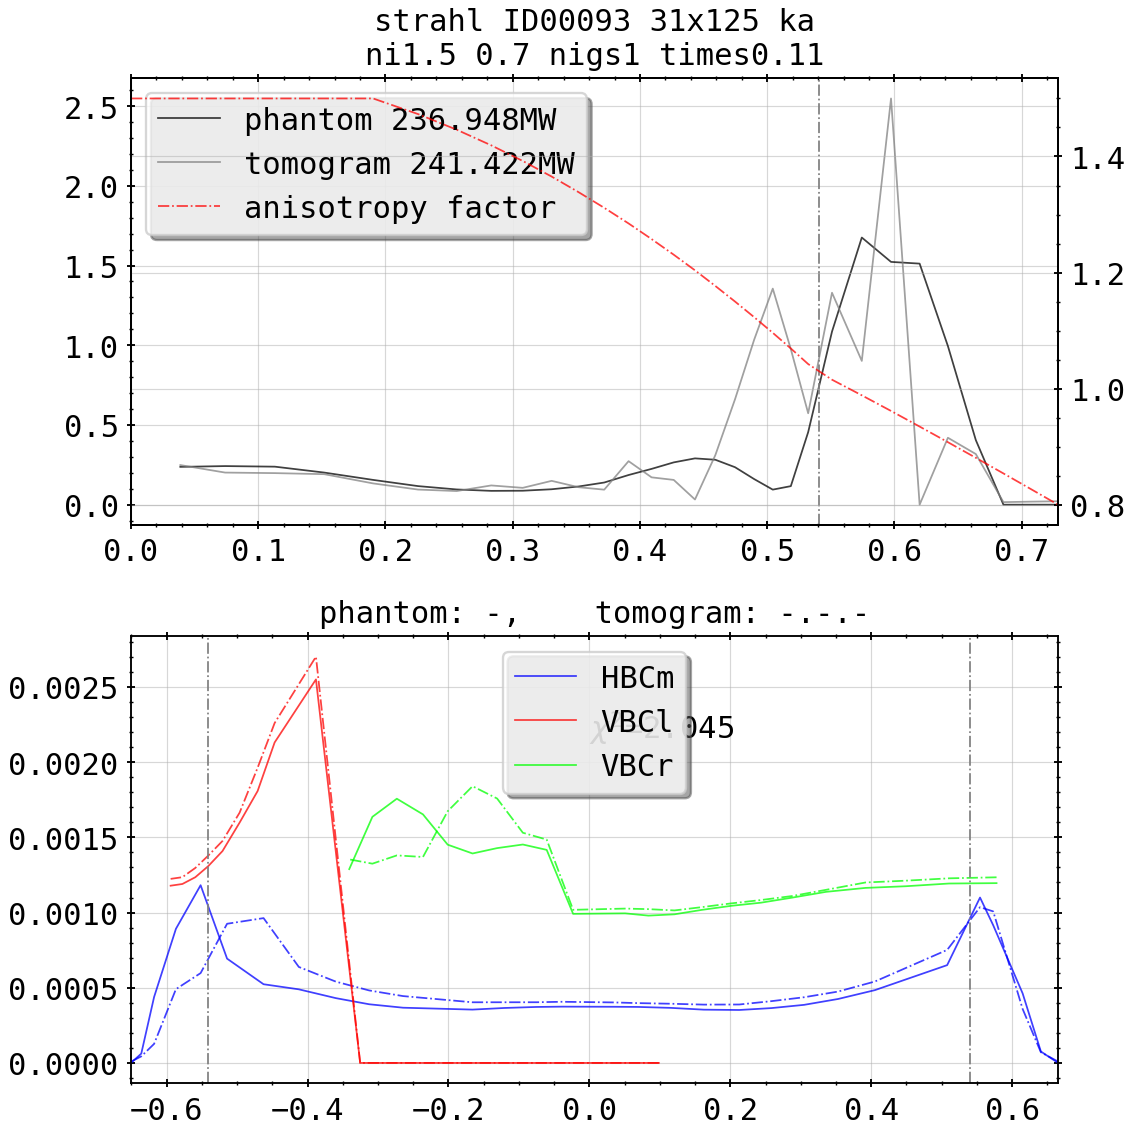 strahl ID00093 31x125 ka
ni1.5 0.7 nigs1 times0.11
phantom 236.948MW
tomogram 241.422MW
anisotropy factor
2.5
2.0
1.5
1.0
0.5
0.0
1.4
1.2
1.0
0.8
0.0 0.1 0.2 0.3 0.4 0.5 0.6 0.7
phantom: -, tomogram: -.-.-
HBCm
VBCl
VBCr
0.0025
0.0020
0.0015
0.0010
0.0005
0.0000
−0.6 −0.4 −0.2 0.0 0.2 0.4 0.6